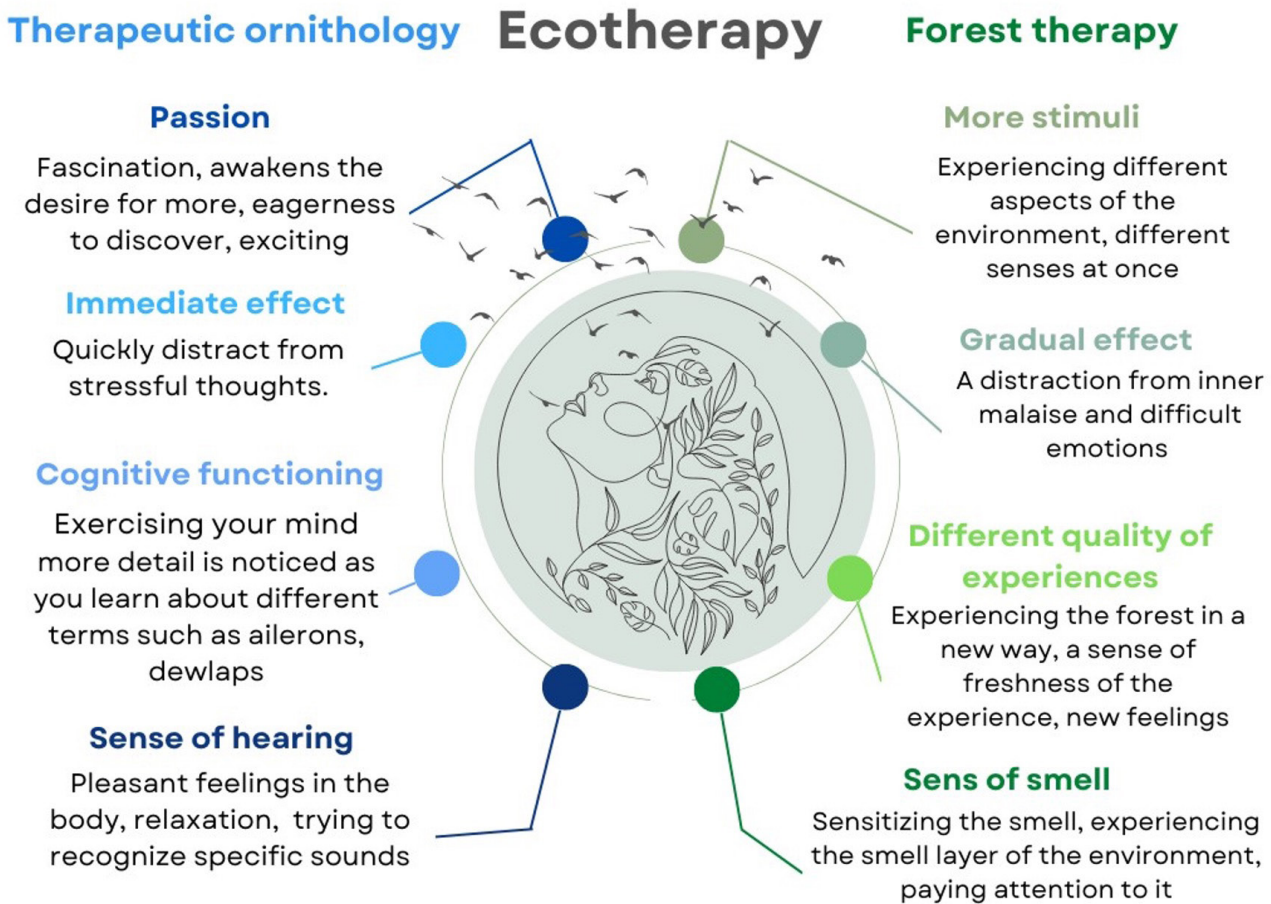 Therapeutic ornithology
Ecotherapy
Forest therapy
Passion
Fascination, awakens the
desire for more, eagerness
to discover, exciting
Immediate effect
Quickly distract from
stressful thoughts.
Cognitive functioning
Exercising your mind
more detail is noticed as
you learn about different
terms such as ailerons,
dewlaps
Sense of hearing
Pleasant feelings in the
body, relaxation, trying to
recognize specific sounds
More stimuli
Experiencing different
aspects of the
environment, different
senses at once
Gradual effect
A distraction from inner
malaise and difficult
emotions
Different quality of
experiences
Experiencing the forest in a
new way, a sense of
freshness of the
experience, new feelings
Sens of smell
Sensitizing the smell, experiencing
the smell layer of the environment,
paying attention to it